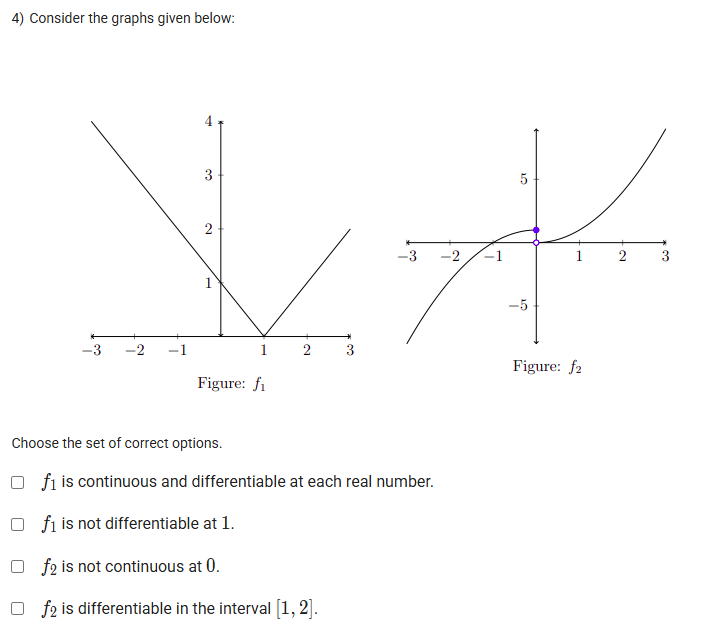 4) Consider the graphs given below:
4
3
2
1
−3 −2 −1 1 2 3
Figure: f₁
5
−3 −2 −1 1 2 3
−5
Figure: f₂
Choose the set of correct options.
f₁ is continuous and differentiable at each real number.
f₁ is not differentiable at 1.
f₂ is not continuous at 0.
f₂ is differentiable in the interval [1, 2].